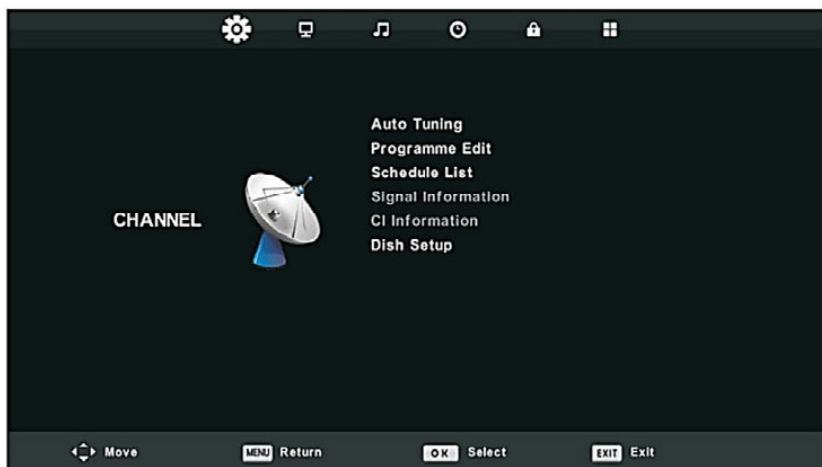 Auto Tuning
Programme Edit
Schedule List
Signal Information
CI Information
Dish Setup
CHANNEL
Move MENU Return OK Select EXIT Exit